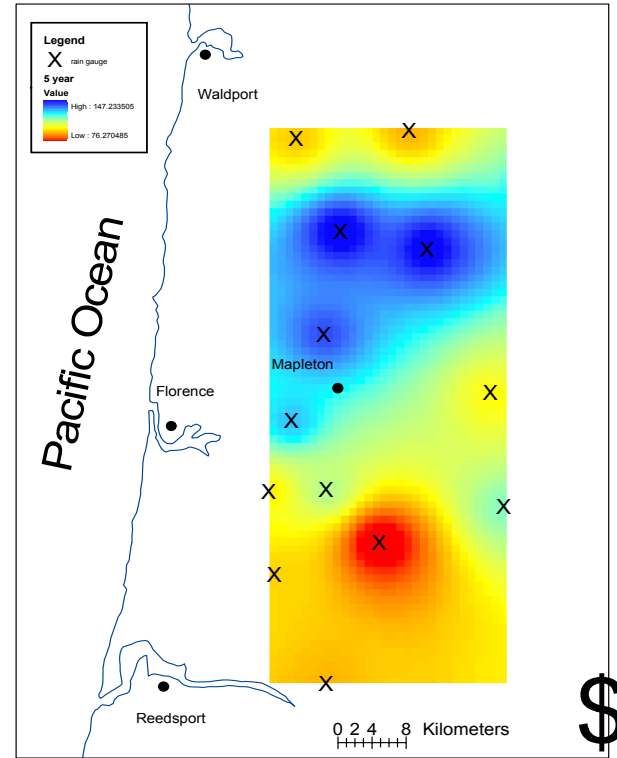 Legend
X rain gauge
5 year
Value
High : 147.233505
Low : 76.270485
Waldport
X X
X X
Pacific Ocean
X
Mapleton
Florence
X
X
X X
X
X
X
X
Reedsport
0 2 4 8 Kilometers
$